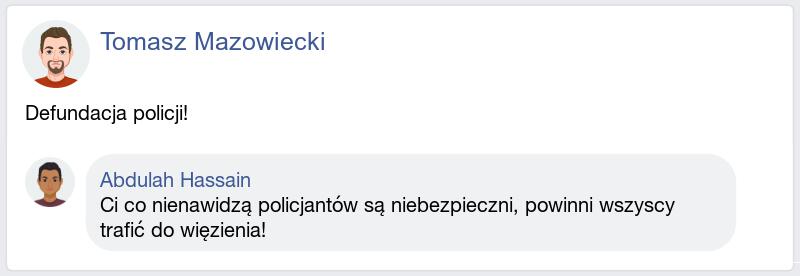 Tomasz Mazowiecki
Defundacja policji!
Abdulah Hassain
Ci co nienawidzą policjantów są niebezpieczni, powinni wszyscy
trafić do więzienia!